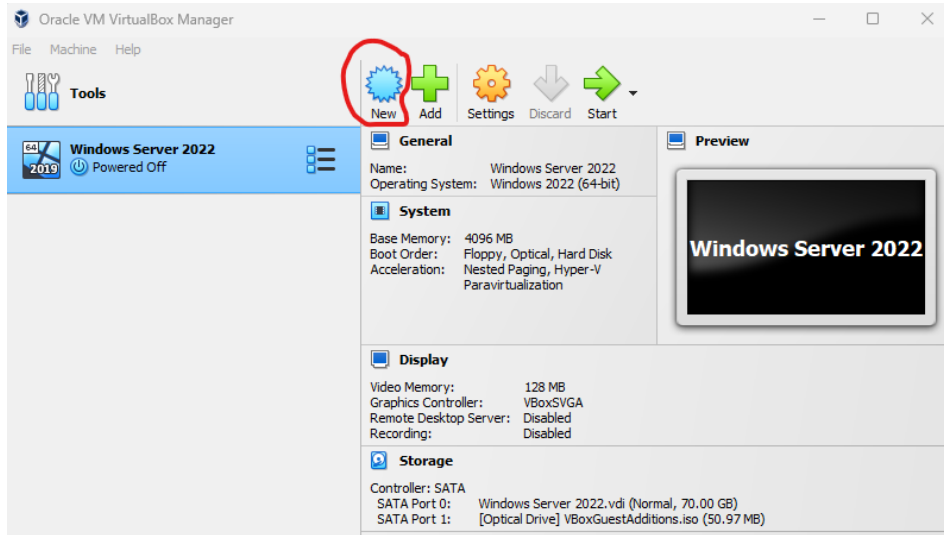 Oracle VM VirtualBox Manager
File Machine Help
Tools
New Add Settings Discard Start
64
2019
Windows Server 2022
Powered Off
General
Name: Windows Server 2022
Operating System: Windows 2022 (64-bit)
System
Base Memory: 4096 MB
Boot Order: Floppy, Optical, Hard Disk
Acceleration: Nested Paging, Hyper-V
Paravirtualization
Preview
Windows Server 2022
Display
Video Memory: 128 MB
Graphics Controller: VBoxSVGA
Remote Desktop Server: Disabled
Recording: Disabled
Storage
Controller: SATA
SATA Port 0: Windows Server 2022.vdi (Normal, 70.00 GB)
SATA Port 1: [Optical Drive] VBoxGuestAdditions.iso (50.97 MB)